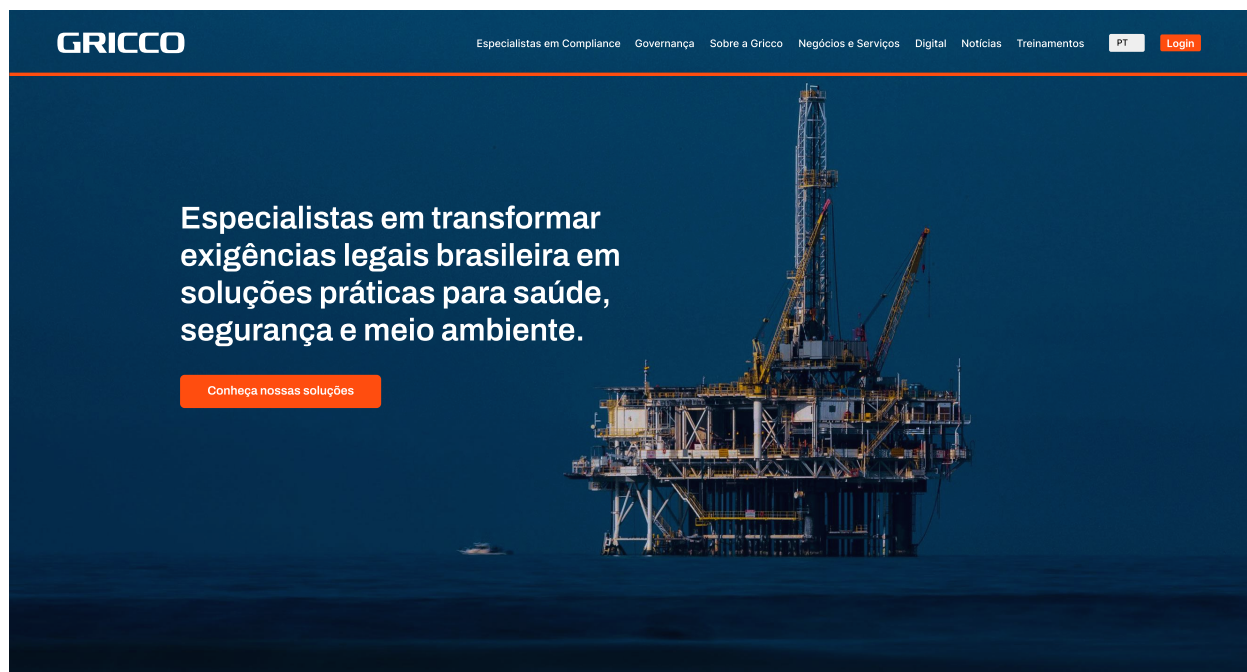 GRICCO
Especialistas em Compliance Governança Sobre a Gricco Negócios e Serviços Digital Notícias Treinamentos PT Login
Especialistas em transformar
exigências legais brasileira em
soluções práticas para saúde,
segurança e meio ambiente.
Conheça nossas soluções